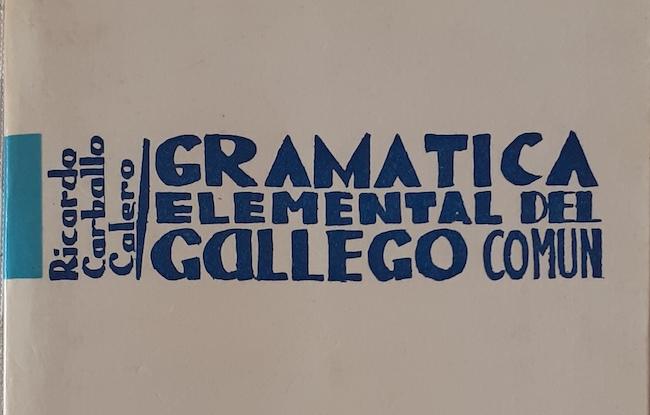 Ricardo
Carballo
Calero
GRAMATICA
ELEMENTAL DEL
GALLEGO COMUN